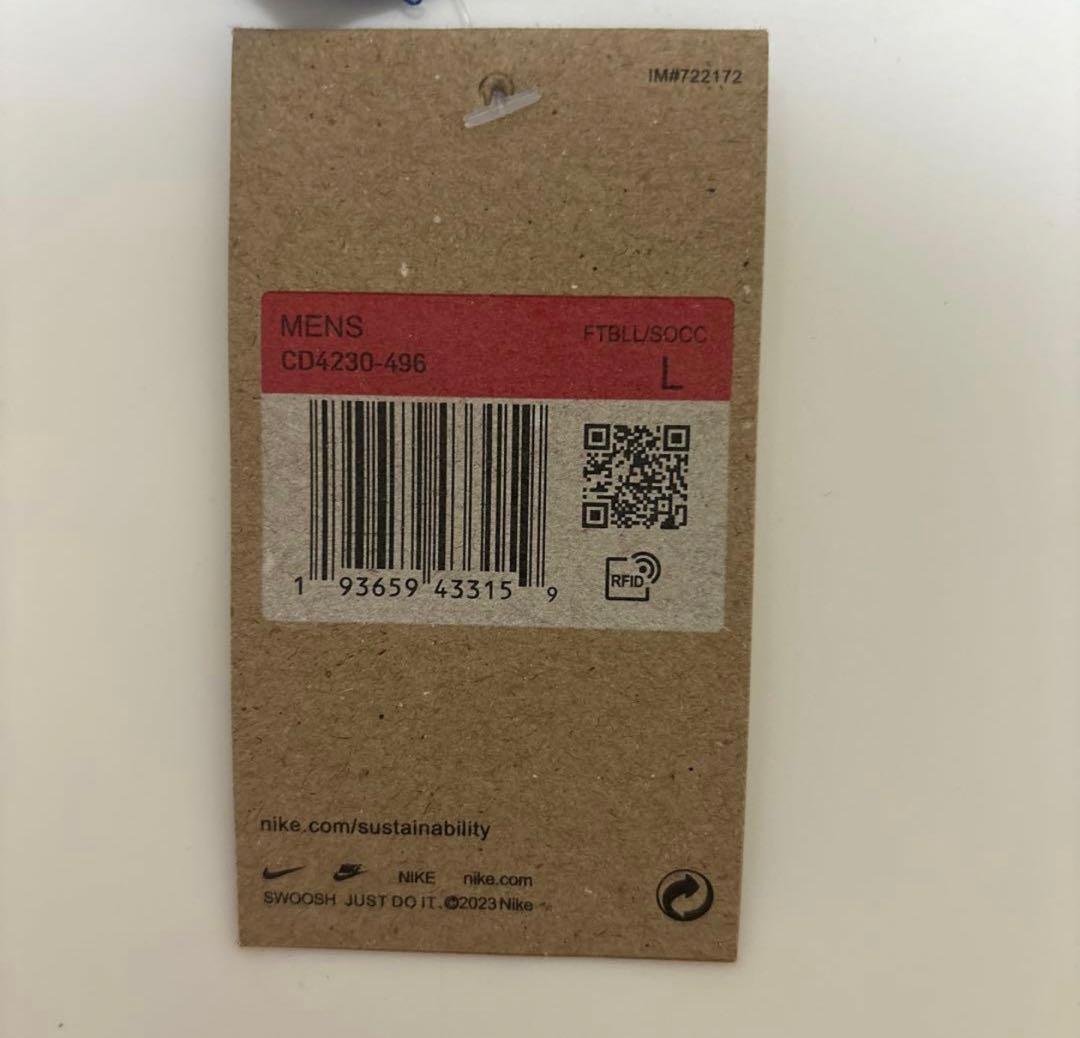 IM#722172
MENS
FTBLL/SOCC
CD4230-496
L
1 93659 43315 9
RFID
nike.com/sustainability
NIKE nike.com
SWOOSH JUST DO IT. ©2023 Nike